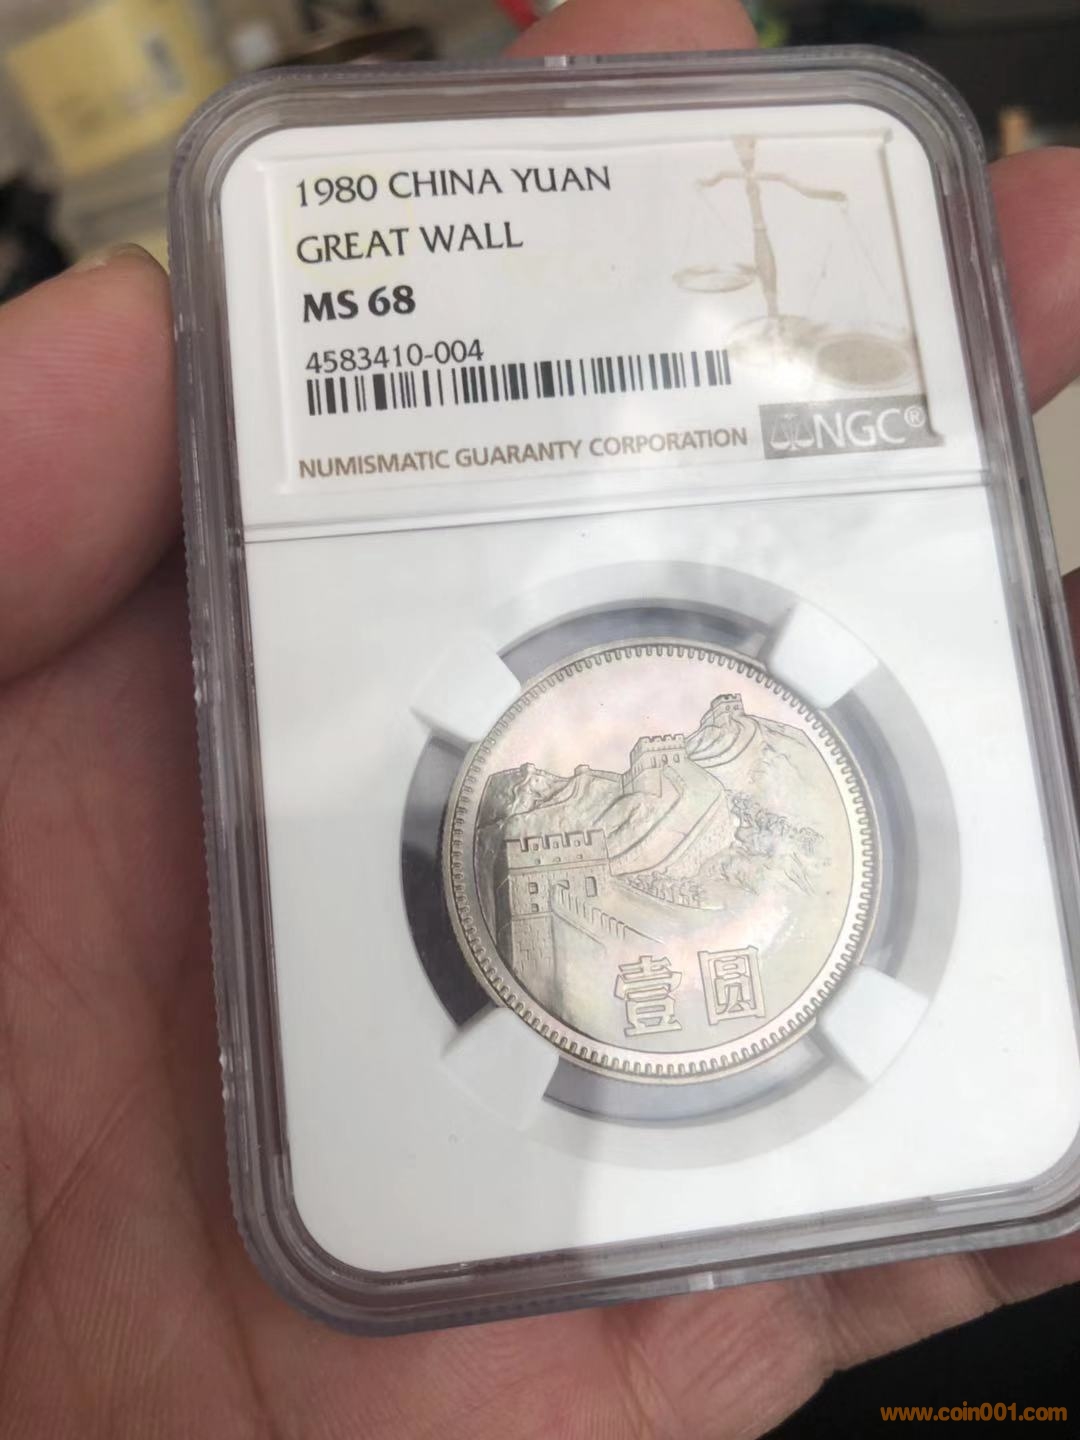 1980 CHINA YUAN
GREAT WALL
MS 68
4583410-004
NUMISMATIC GUARANTY CORPORATION
NGC®
壹圆
www.coin001.com